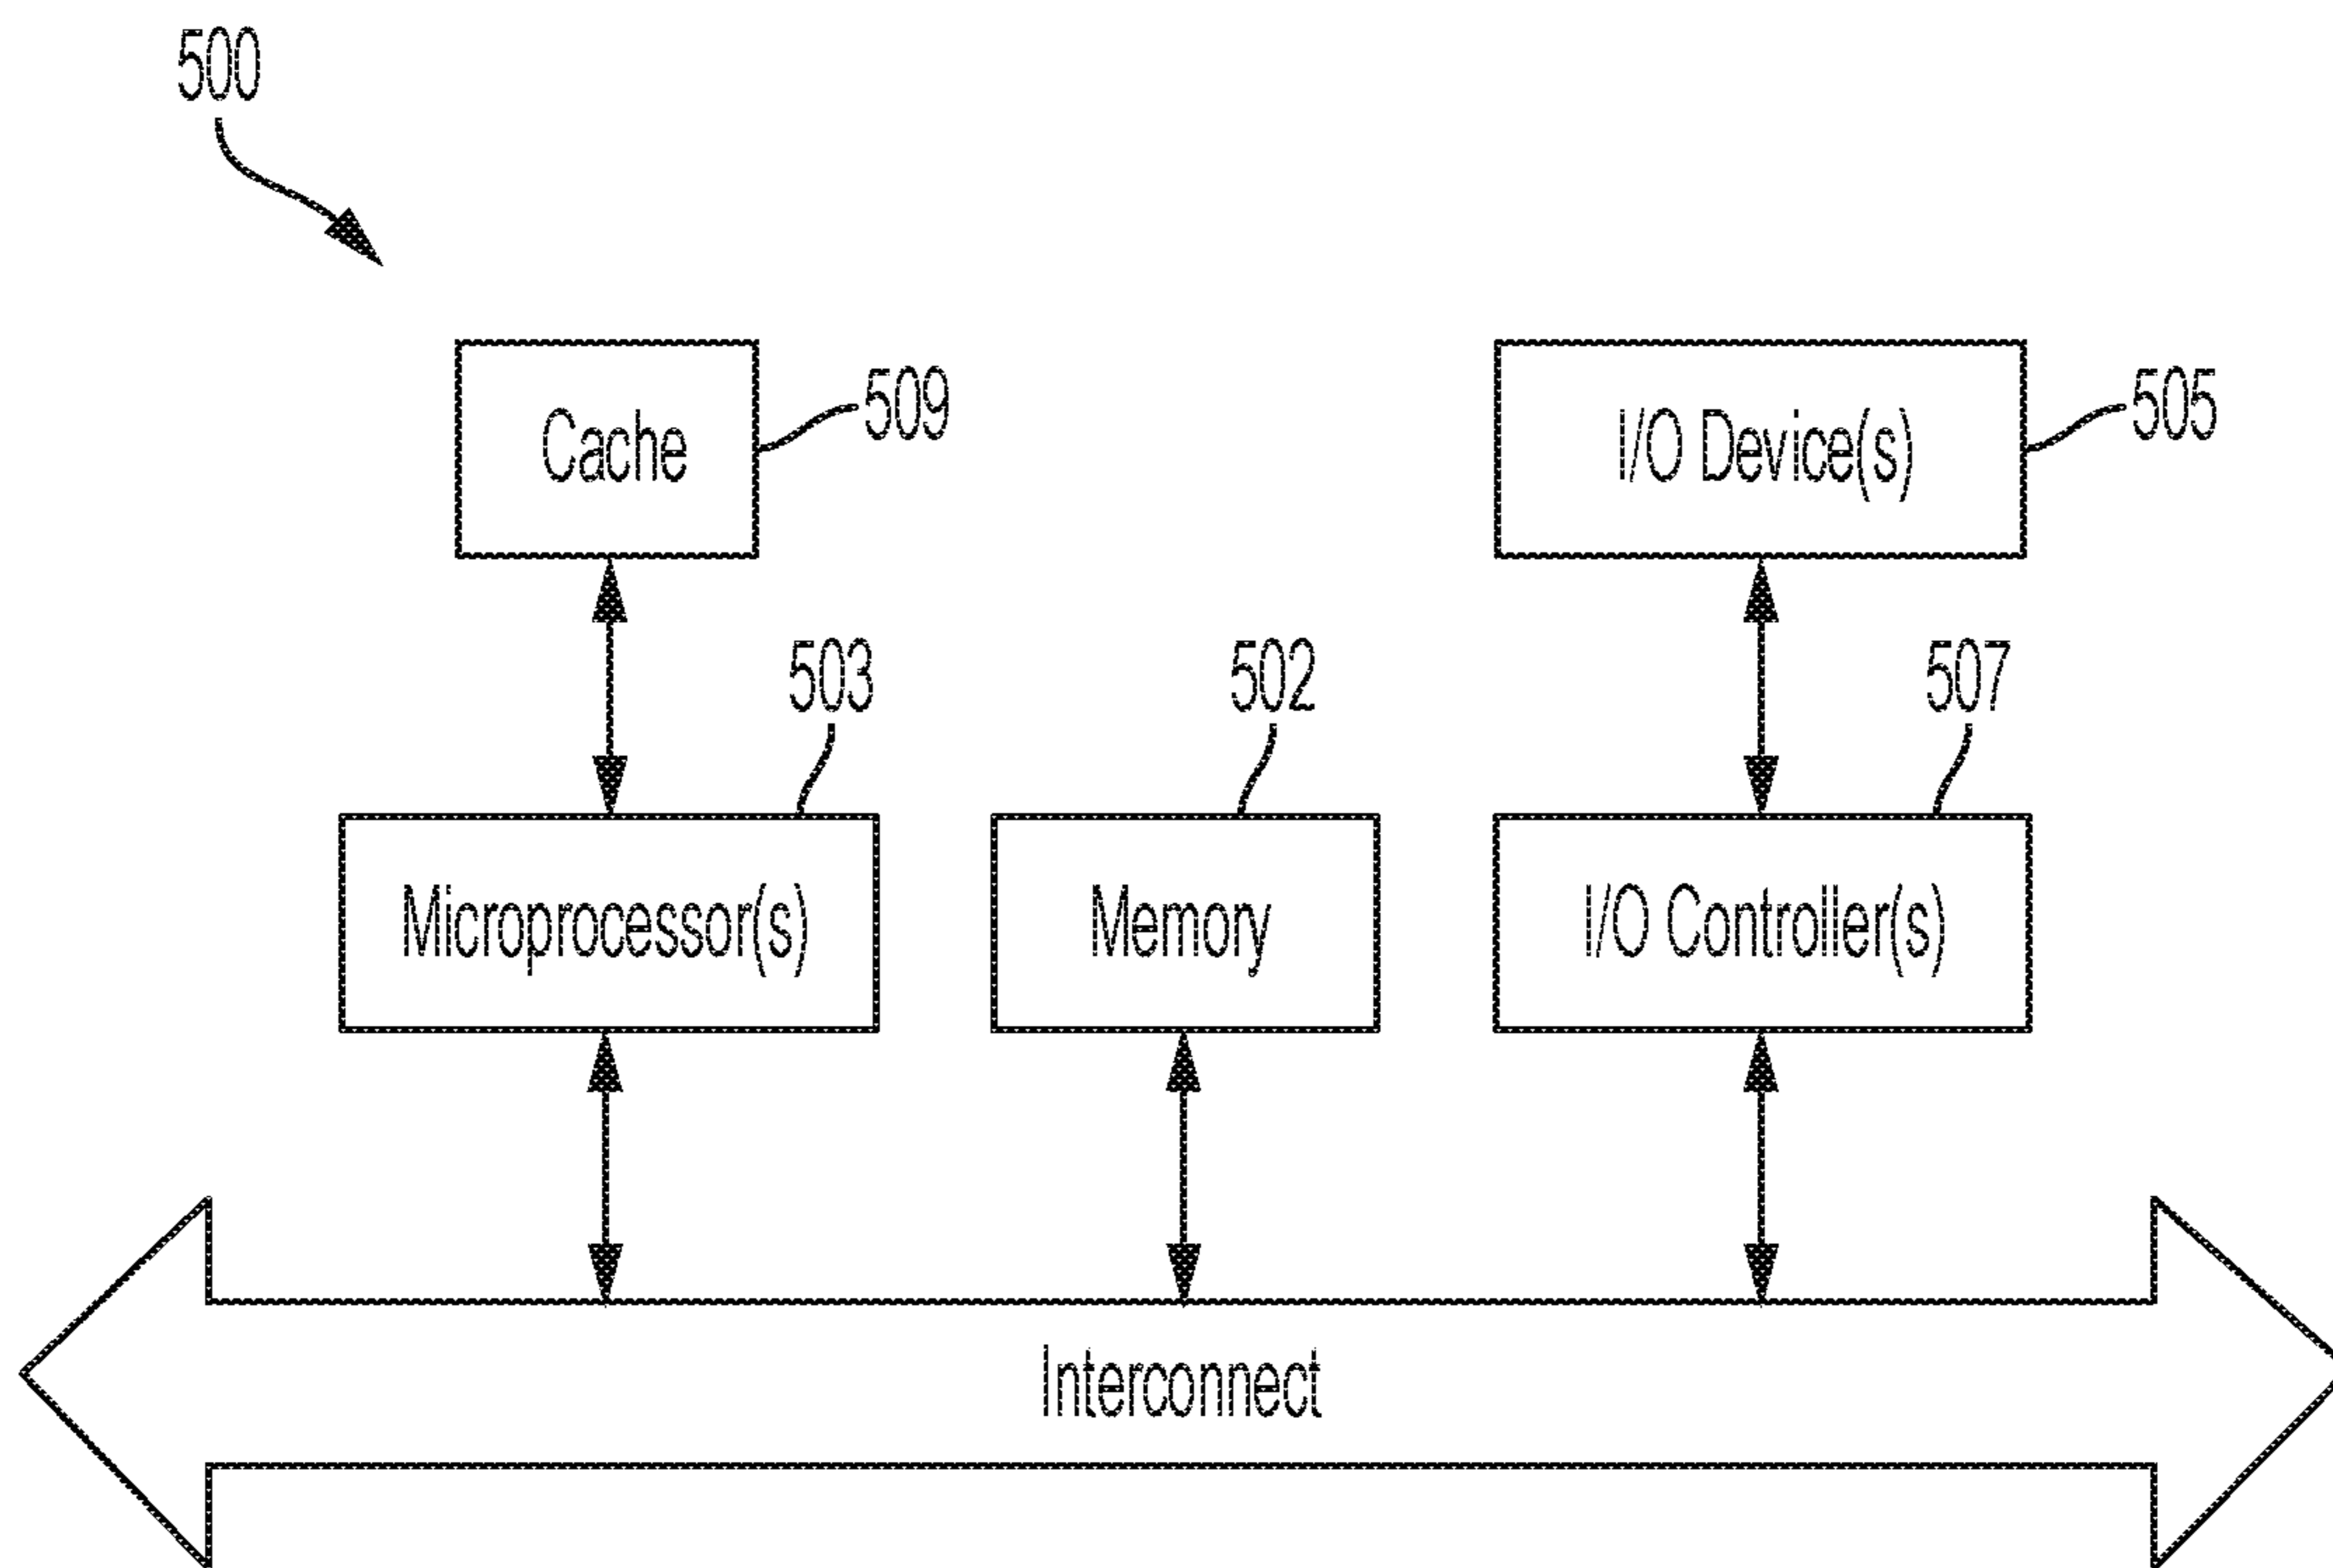 500
Cache
509
I/O Device(s)
505
503
502
507
Microprocessor(s)
Memory
I/O Controller(s)
Interconnect